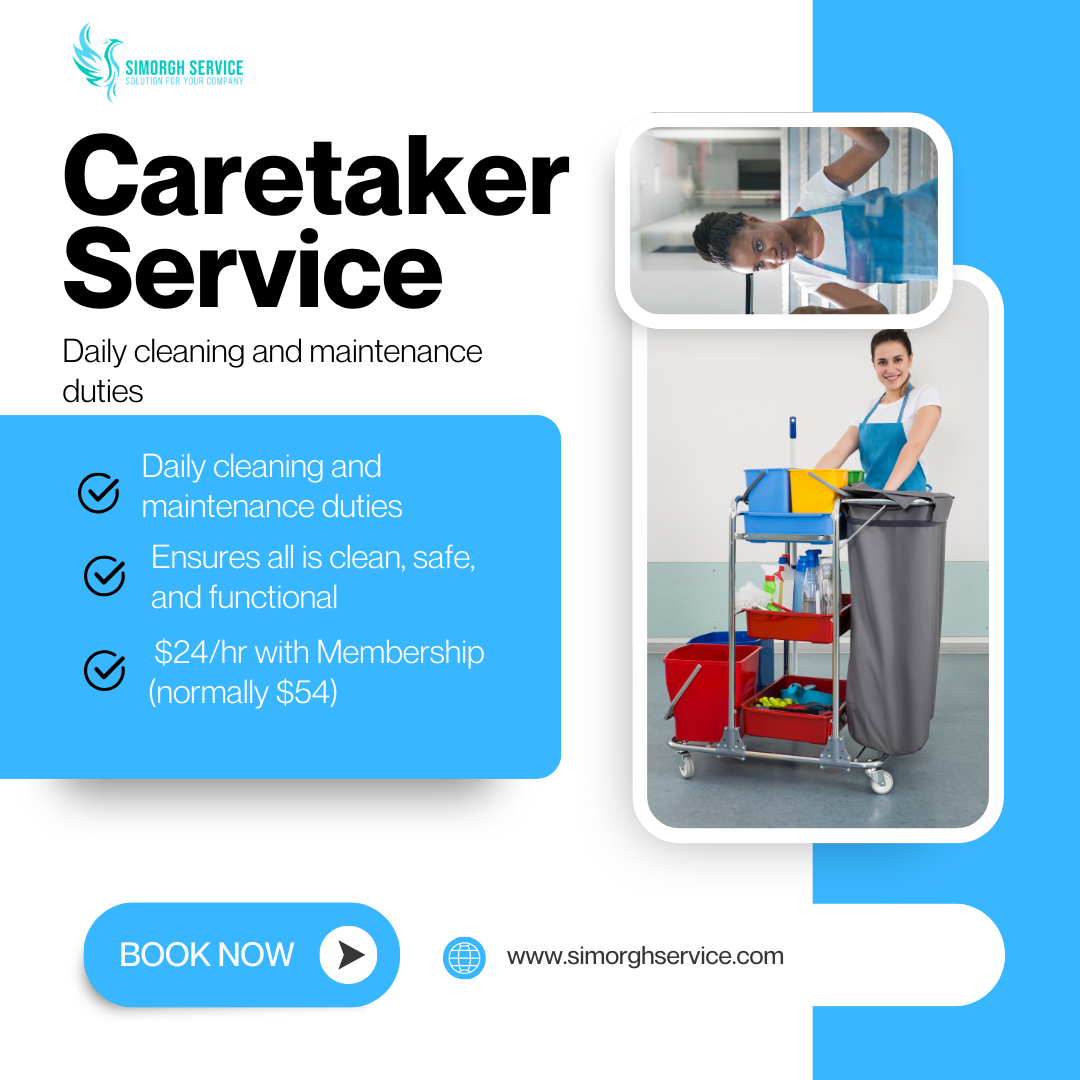 SIMORGH SERVICE
SOLUTION FOR YOUR COMPANY
Caretaker
Service
Daily cleaning and maintenance
duties
Daily cleaning and
maintenance duties
Ensures all is clean, safe,
and functional
$24/hr with Membership
(normally $54)
BOOK NOW
www.simorghservice.com